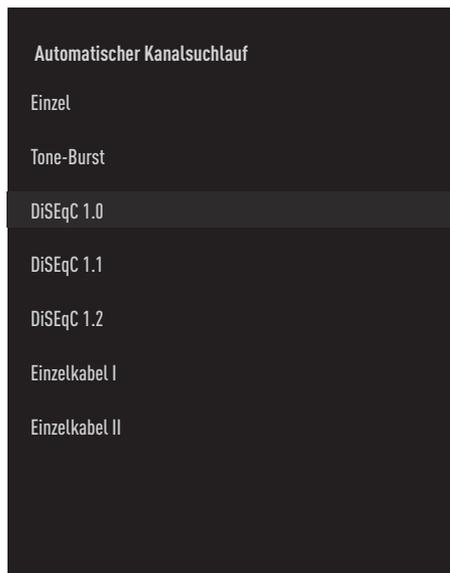 Automatischer Kanalsuchlauf
Einzel
Tone-Burst
DiSEqC 1.0
DiSEqC 1.1
DiSEqC 1.2
Einzelkabel I
Einzelkabel II